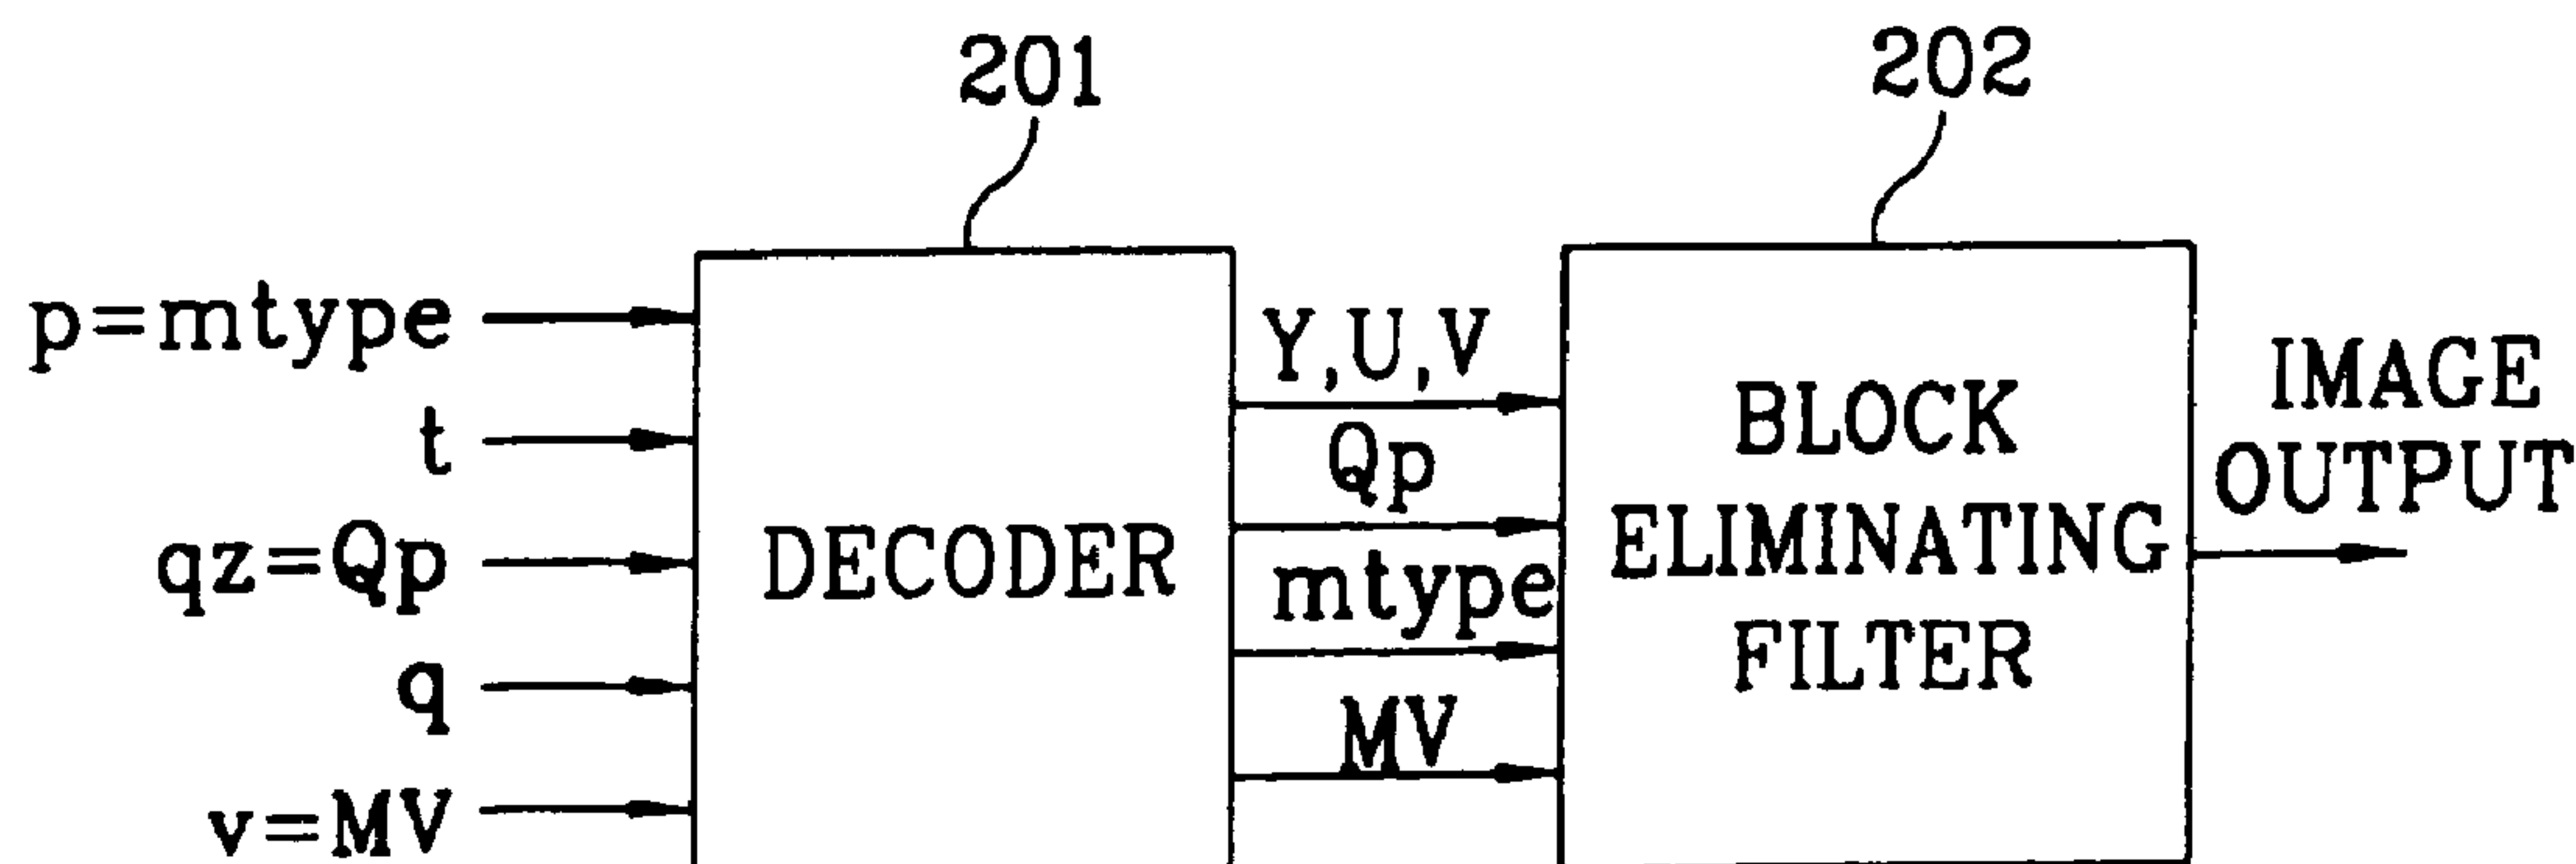 201
202
p=mtype
t
qz=Qp
q
v=MV
DECODER
Y,U,V
Qp
mtype
MV
BLOCK
ELIMINATING
FILTER
IMAGE
OUTPUT